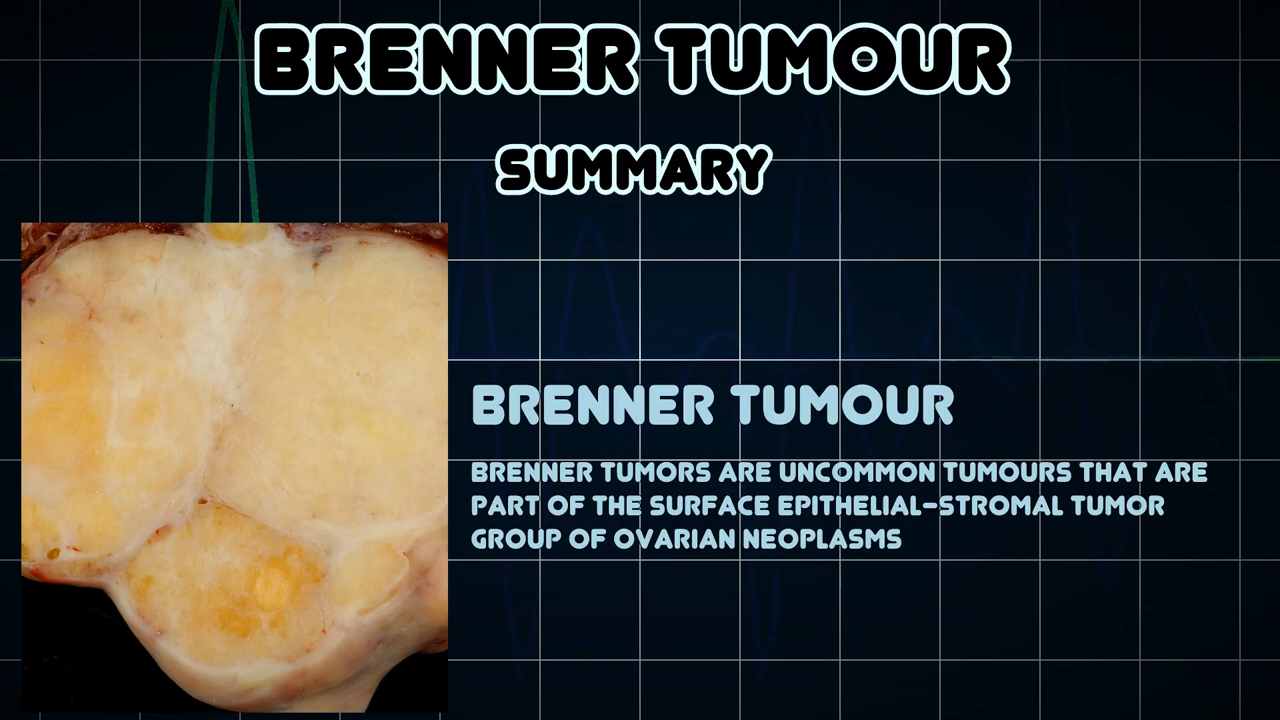 BRENNER TUMOUR
SUMMARY
BRENNER TUMOUR
BRENNER TUMORS ARE UNCOMMON TUMOURS THAT ARE
PART OF THE SURFACE EPITHELIAL-STROMAL TUMOR
GROUP OF OVARIAN NEOPLASMS